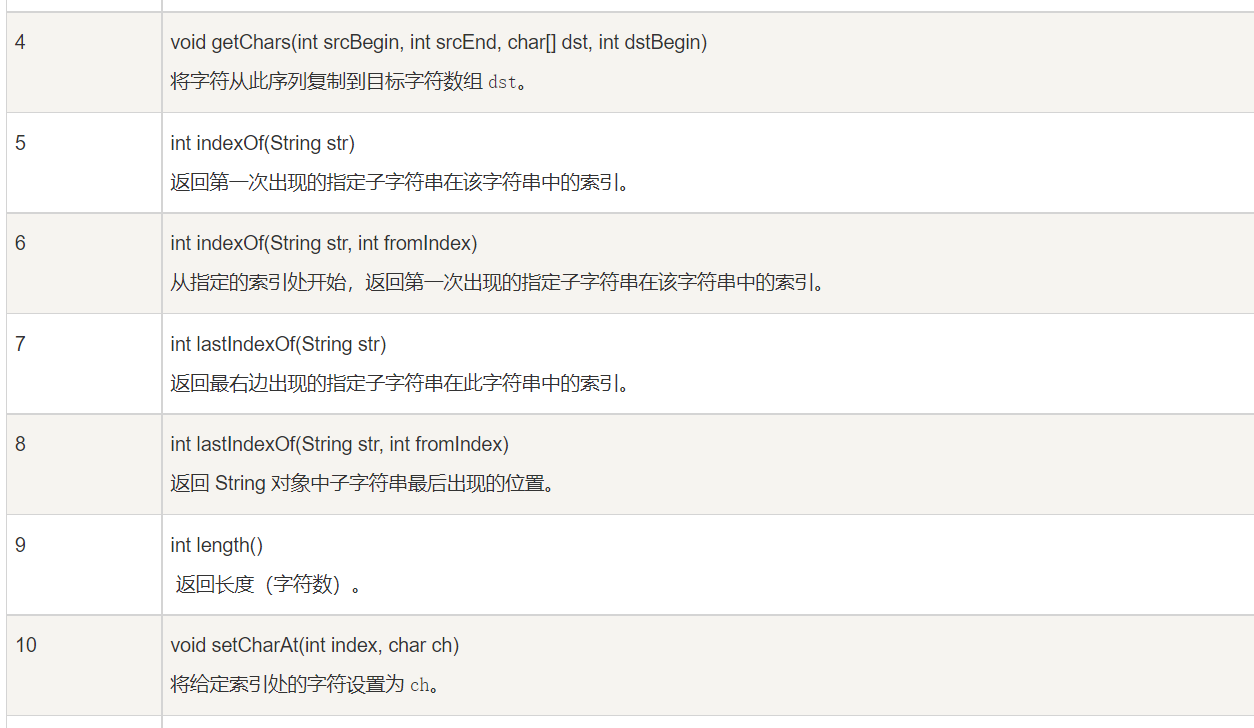 4
void getChars(int srcBegin, int srcEnd, char[] dst, int dstBegin)
将字符从此序列复制到目标字符数组 dst。
5
int indexOf(String str)
返回第一次出现的指定子字符串在该字符串中的索引。
6
int indexOf(String str, int fromIndex)
从指定的索引处开始，返回第一次出现的指定子字符串在该字符串中的索引。
7
int lastIndexOf(String str)
返回最右边出现的指定子字符串在此字符串中的索引。
8
int lastIndexOf(String str, int fromIndex)
返回 String 对象中子字符串最后出现的位置。
9
int length()
返回长度（字符数）。
10
void setCharAt(int index, char ch)
将给定索引处的字符设置为 ch。